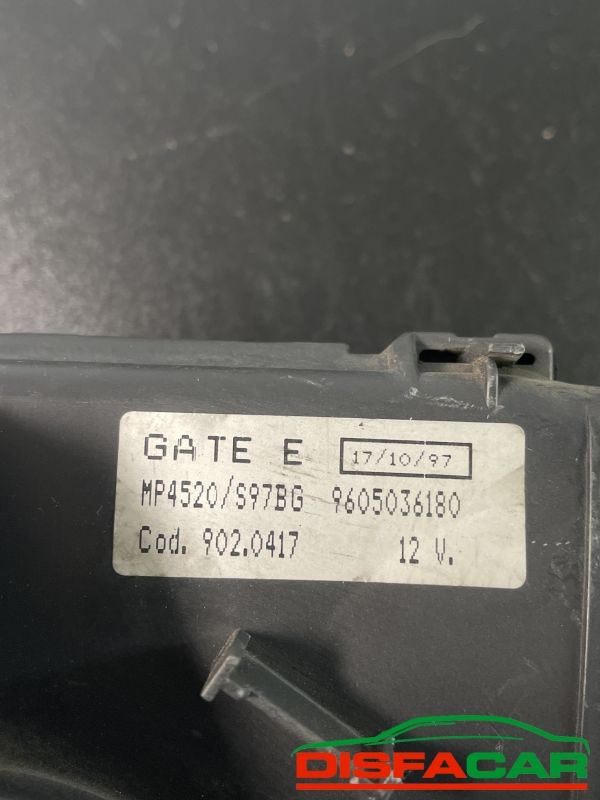 GATE E 17/10/97
MP4520/S97BG 9605036180
Cod. 902.0417 12 V.
DISFACAR